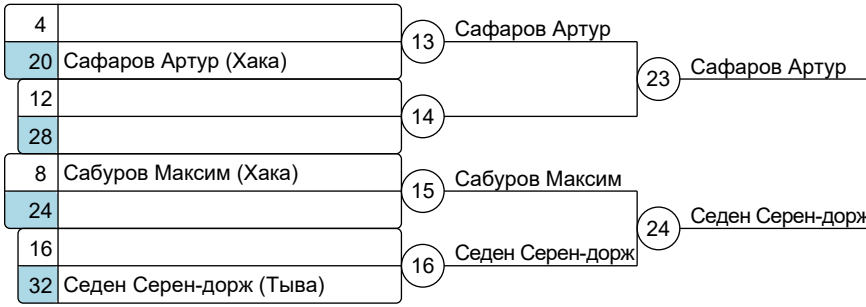 4
13 Сафаров Артур
20 Сафаров Артур (Хака)
23 Сафаров Артур
12
14
28
8 Сабуров Максим (Хака)
15 Сабуров Максим
24
24 Седен Серен-дорж
16
16 Седен Серен-дорж
32 Седен Серен-дорж (Тыва)